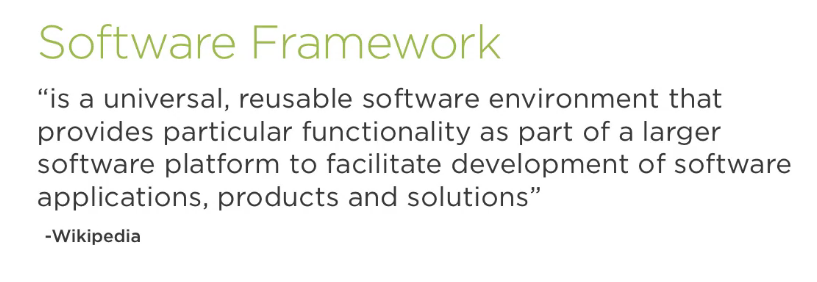 Software Framework
“is a universal, reusable software environment that
provides particular functionality as part of a larger
software platform to facilitate development of software
applications, products and solutions”
-Wikipedia